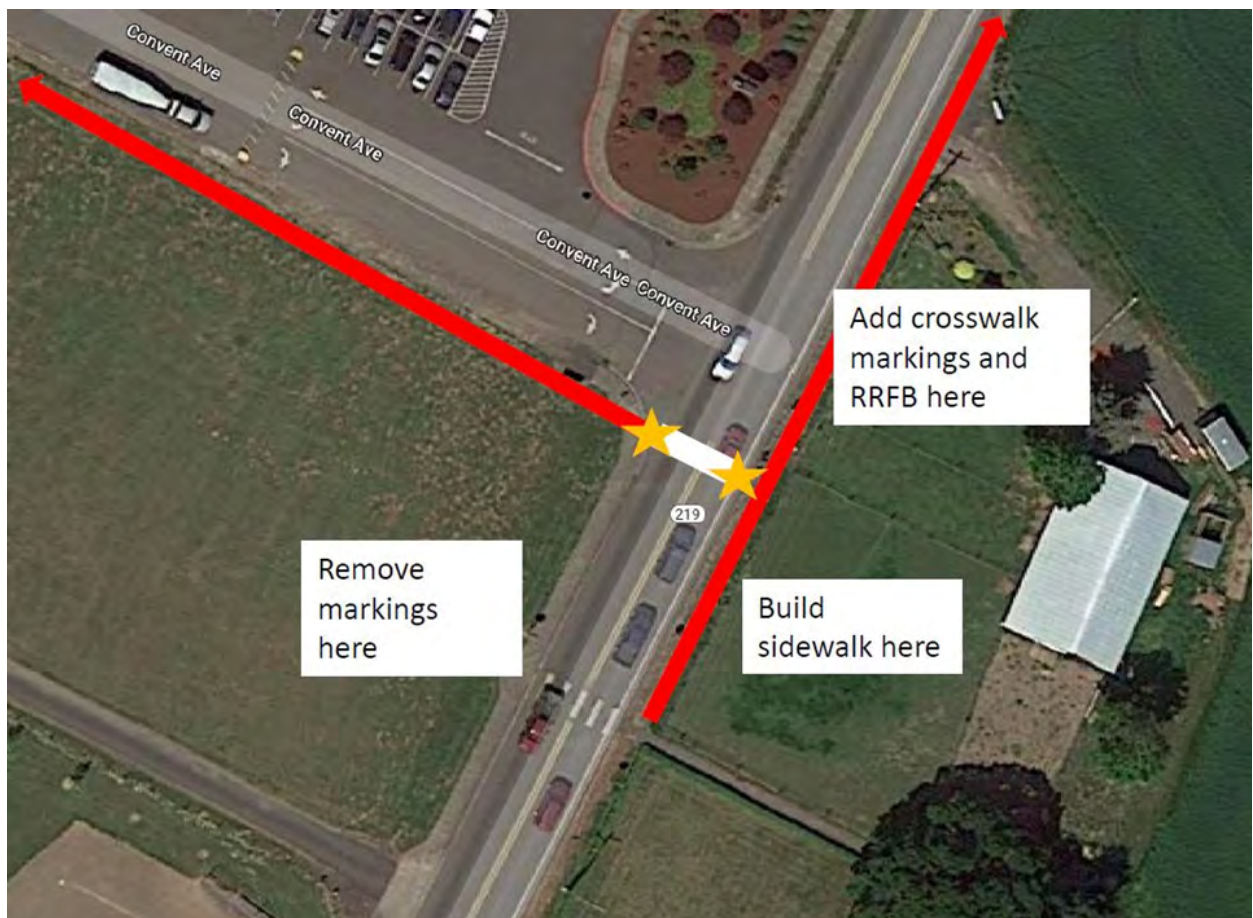 Convent Ave
Convent Ave
Convent Ave
Convent Ave
Add crosswalk
markings and
RRFB here
219
Remove
markings
here
Build
sidewalk here